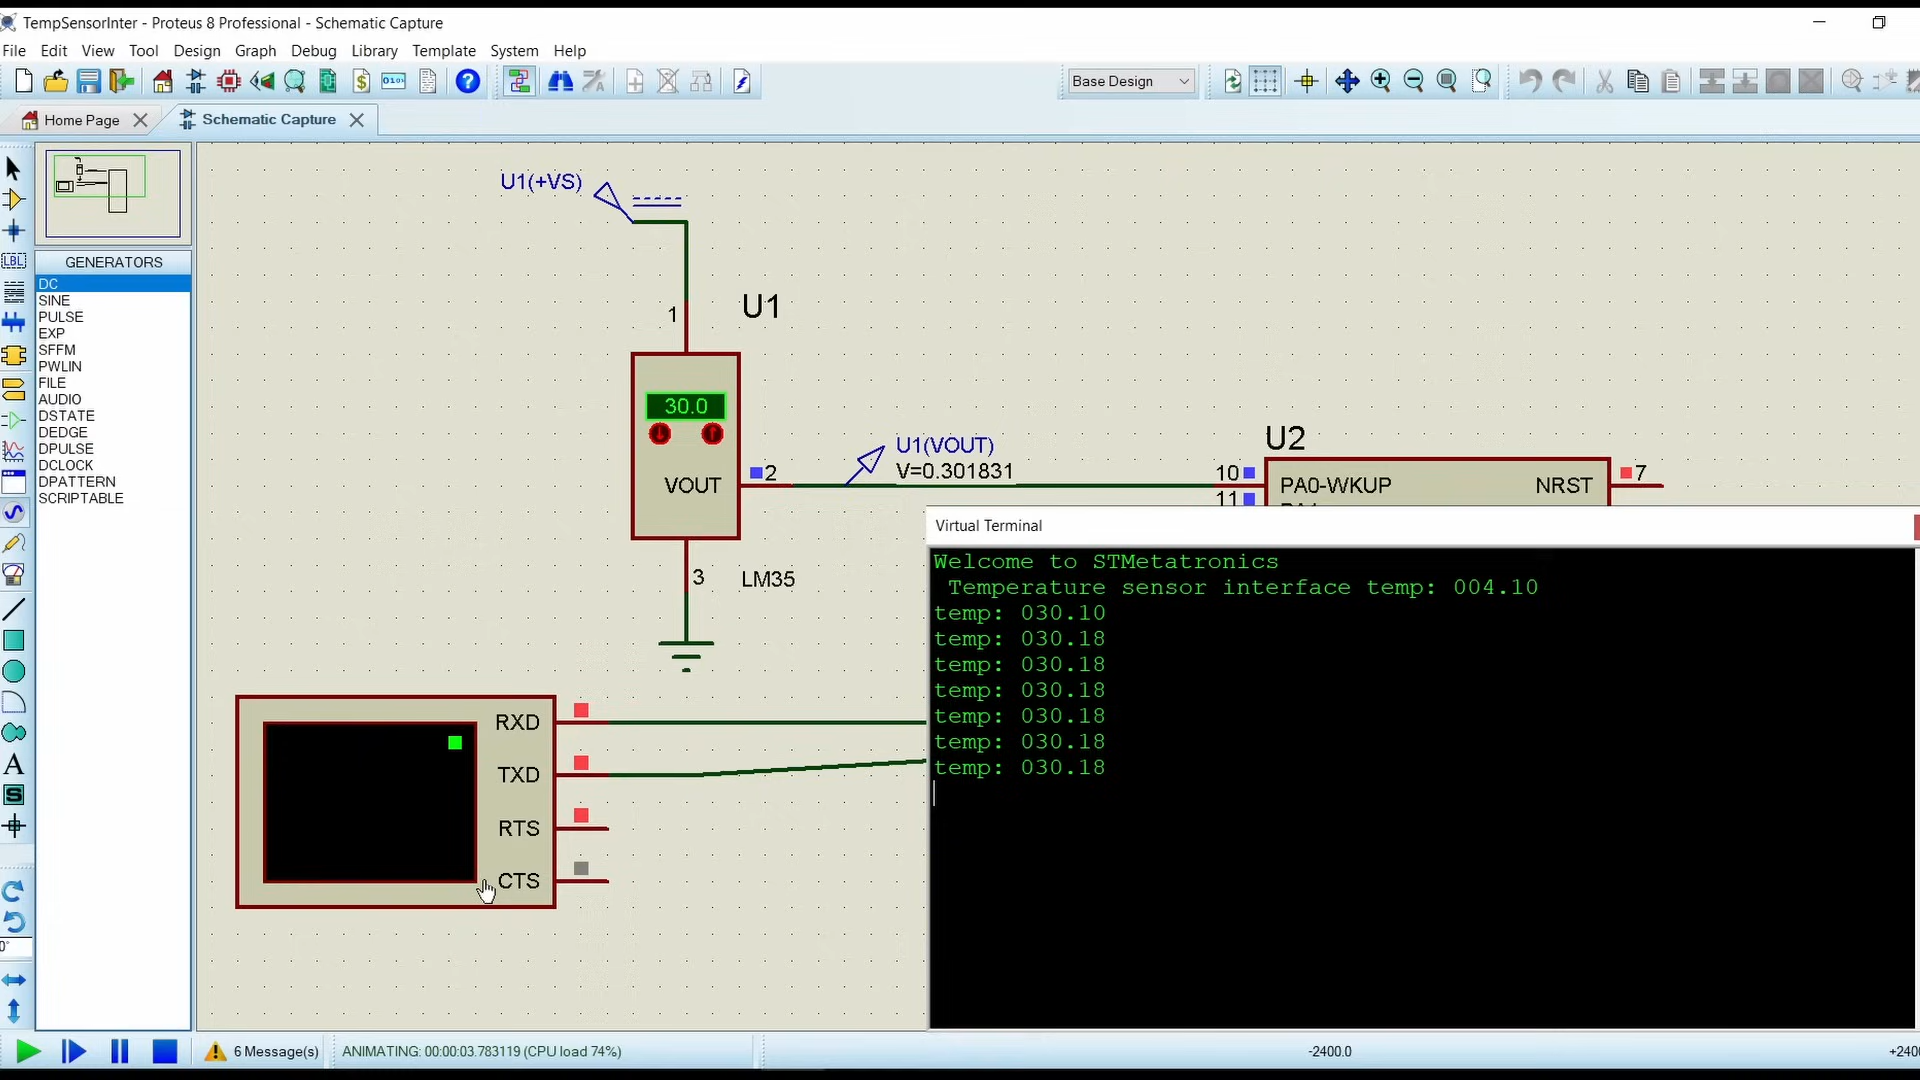 TempSensorInter - Proteus 8 Professional - Schematic Capture
File Edit View Tool Design Graph Debug Library Template System Help
Base Design
Home Page Schematic Capture
GENERATORS
DC
SINE
PULSE
EXP
SFFM
PWLIN
FILE
AUDIO
DSTATE
DEDGE
DPULSE
DCLOCK
DPATTERN
SCRIPTABLE
LBL
A
S
0°
U1(+VS)
1
U1
30.0
VOUT
2
3
LM35
U1(VOUT)
V=0.301831
U2
10
11
PA0-WKUP
NRST
7
RXD
TXD
RTS
CTS
Virtual Terminal
Welcome to STMetatronics
Temperature sensor interface temp: 004.10
temp: 030.10
temp: 030.18
temp: 030.18
temp: 030.18
temp: 030.18
temp: 030.18
temp: 030.18
6 Message(s)
ANIMATING: 00:00:03.783119 (CPU load 74%)
-2400.0
+2400